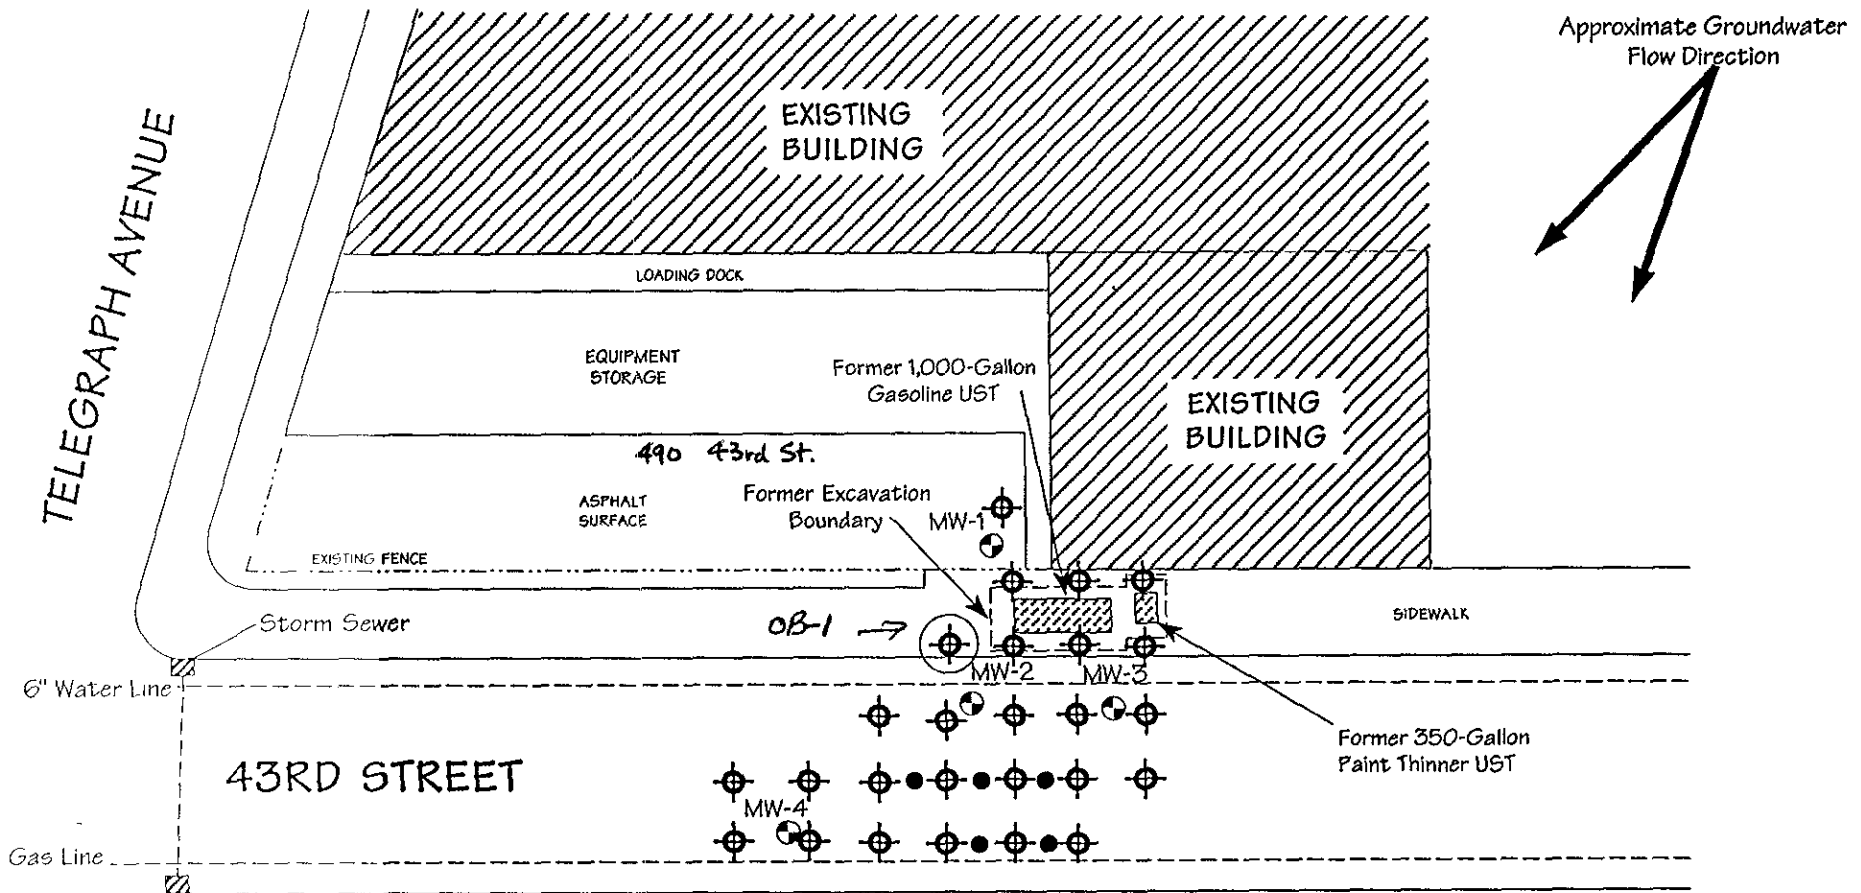 Approximate Groundwater
Flow Direction
EXISTING
BUILDING
TELEGRAPH AVENUE
LOADING DOCK
EQUIPMENT
STORAGE
Former 1,000-Gallon
Gasoline UST
EXISTING
BUILDING
490 43rd St.
ASPHALT
SURFACE
Former Excavation
Boundary
MW-1
EXISTING FENCE
Storm Sewer
OB-1
SIDEWALK
6" Water Line
MW-2
MW-3
43RD STREET
Former 350-Gallon
Paint Thinner UST
MW-4
Gas Line